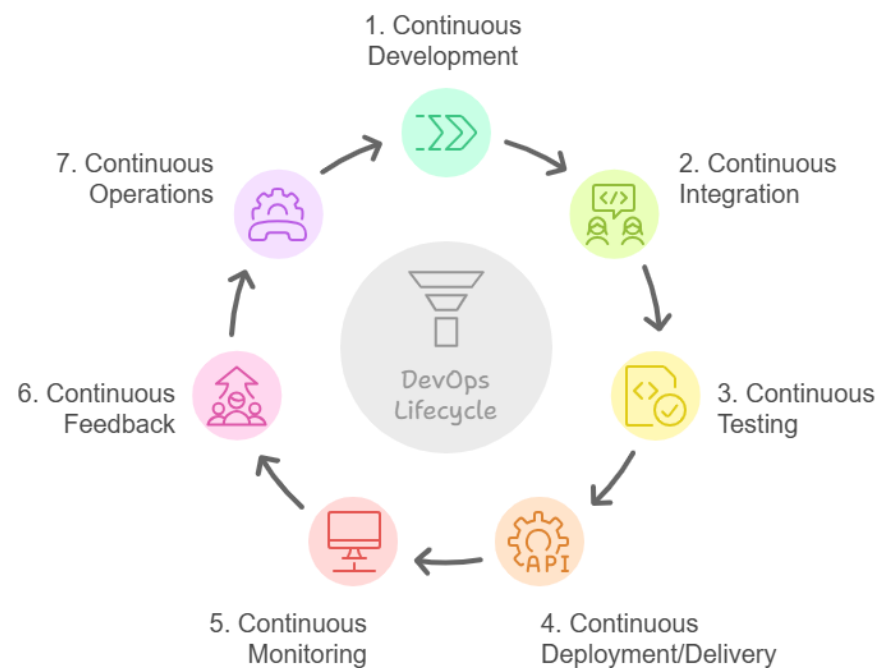 1. Continuous
Development
2. Continuous
Integration
</>
3. Continuous
Testing
<>
API
4. Continuous
Deployment/Delivery
5. Continuous
Monitoring
6. Continuous
Feedback
7. Continuous
Operations
DevOps
Lifecycle